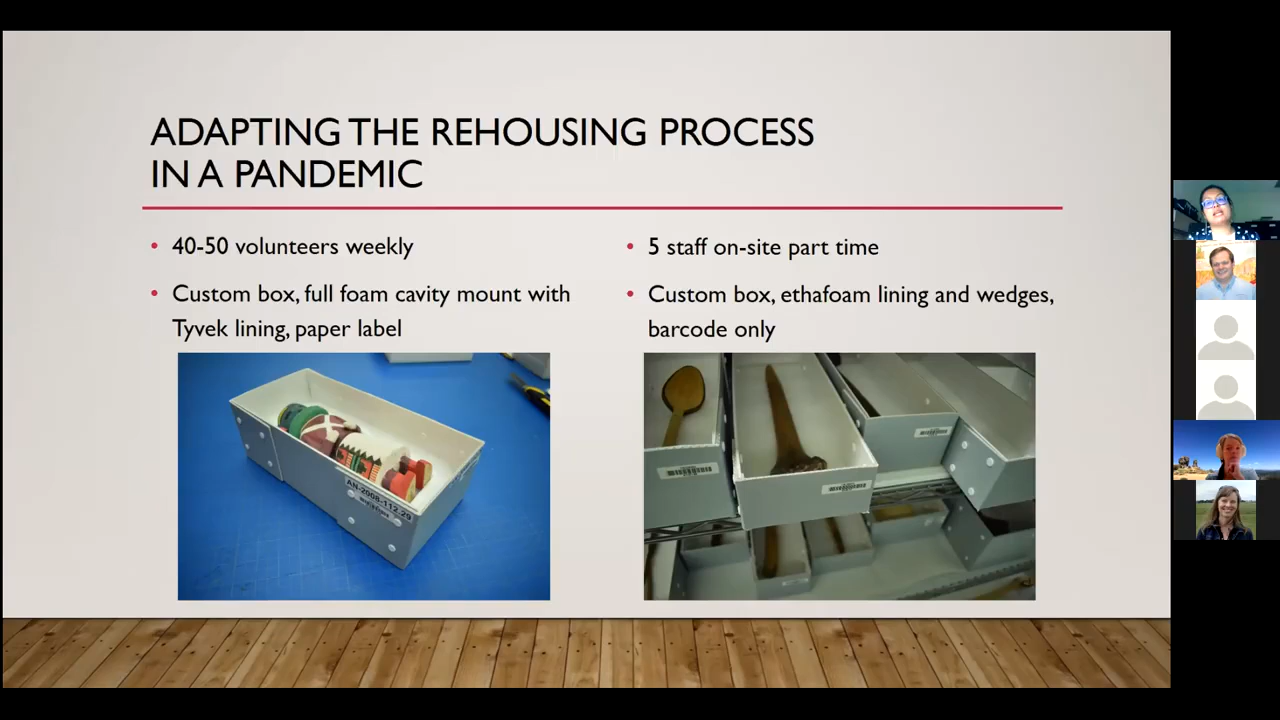 ADAPTING THE REHOUSING PROCESS
IN A PANDEMIC
• 40-50 volunteers weekly
• Custom box, full foam cavity mount with
Tyvek lining, paper label
• 5 staff on-site part time
• Custom box, ethafoam lining and wedges,
barcode only
AN-2008-112-29